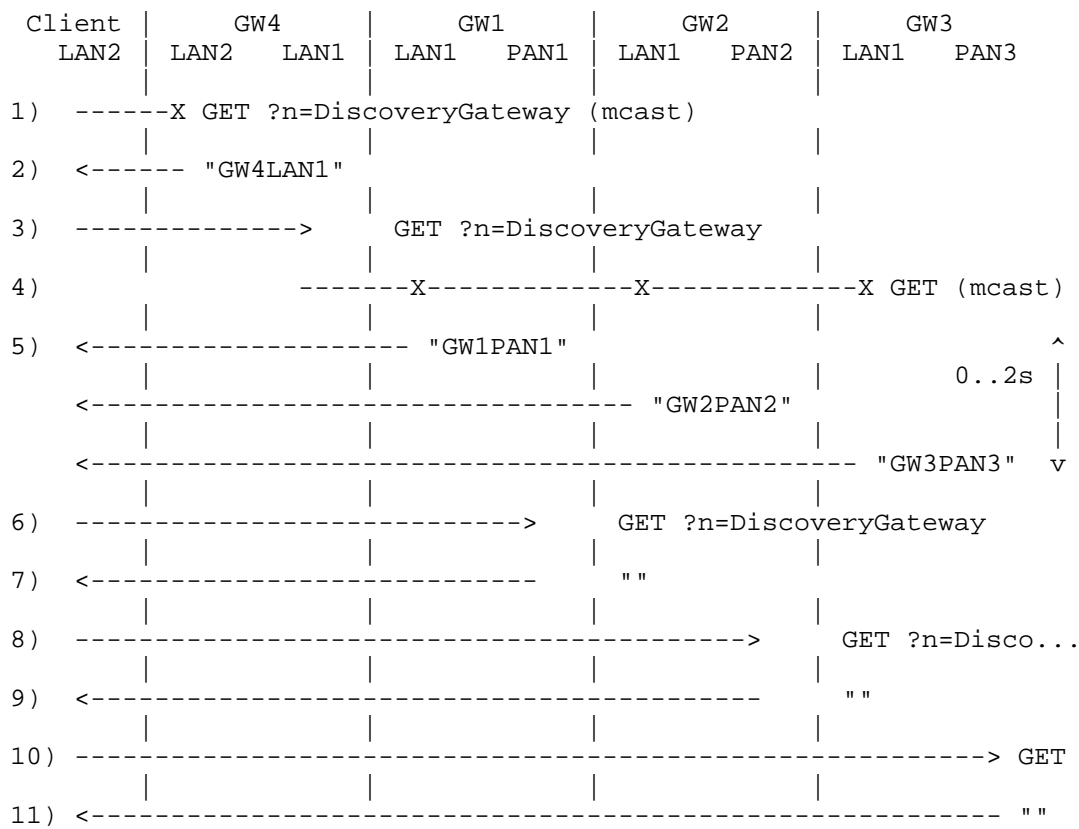 Client | GW4 | GW1 | GW2 | GW3
LAN2 | LAN2 LAN1 | LAN1 PAN1 | LAN1 PAN2 | LAN1 PAN3
1) ------X GET ?n=DiscoveryGateway (mcast)
2) <------ "GW4LAN1"
3) --------------> GET ?n=DiscoveryGateway
4) -------X-------------X-------------X GET (mcast)
5) <-------------------- "GW1PAN1" ^
0..2s |
<---------------------------------- "GW2PAN2" |
<------------------------------------------------ "GW3PAN3" v
6) ----------------------------> GET ?n=DiscoveryGateway
7) <---------------------------- ""
8) ------------------------------------------> GET ?n=Disco...
9) <------------------------------------------ ""
10) ---------------------------------------------------------> GET
11) <--------------------------------------------------------- ""